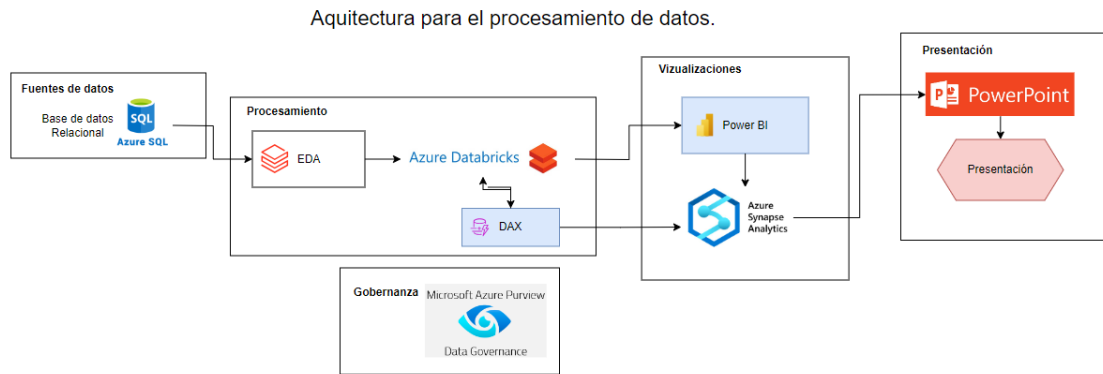 Aquitectura para el procesamiento de datos.
Fuentes de datos
Base de datos
Relacional
SQL
Azure SQL
Procesamiento
EDA
Azure Databricks
DAX
Gobernanza
Microsoft Azure Purview
Data Governance
Vizualizaciones
Power BI
Azure
Synapse
Analytics
Presentación
P
PowerPoint
Presentación